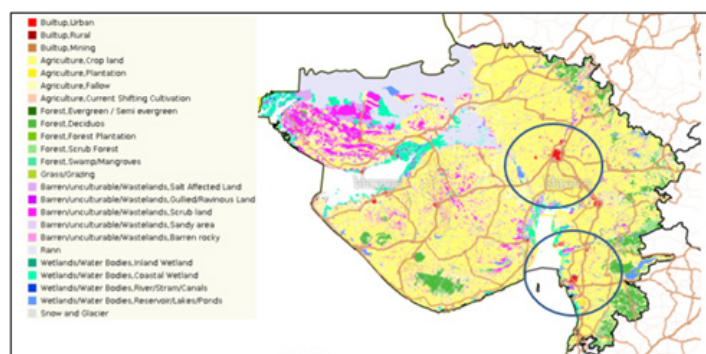 Builtup,Urban
Builtup,Rural
Builtup,Mining
Agriculture,Crop land
Agriculture,Plantation
Agriculture,Fallow
Agriculture,Current Shifting Cultivation
Forest,Evergreen / Semi evergreen
Forest,Deciduos
Forest,Forest Plantation
Forest,Scrub Forest
Forest,Swamp/Mangroves
Grass/Grazing
Barren/unculturable/Wastelands,Salt Affected Land
Barren/unculturable/Wastelands,Gullied/Ravinous Land
Barren/unculturable/Wastelands,Scrub land
Barren/unculturable/Wastelands,Sandy area
Barren/unculturable/Wastelands,Barren rocky
Rann
Wetlands/Water Bodies,Inland Wetland
Wetlands/Water Bodies,Coastal Wetland
Wetlands/Water Bodies,River/Stram/Canals
Wetlands/Water Bodies,Reservoir/Lakes/Ponds
Snow and Glacier